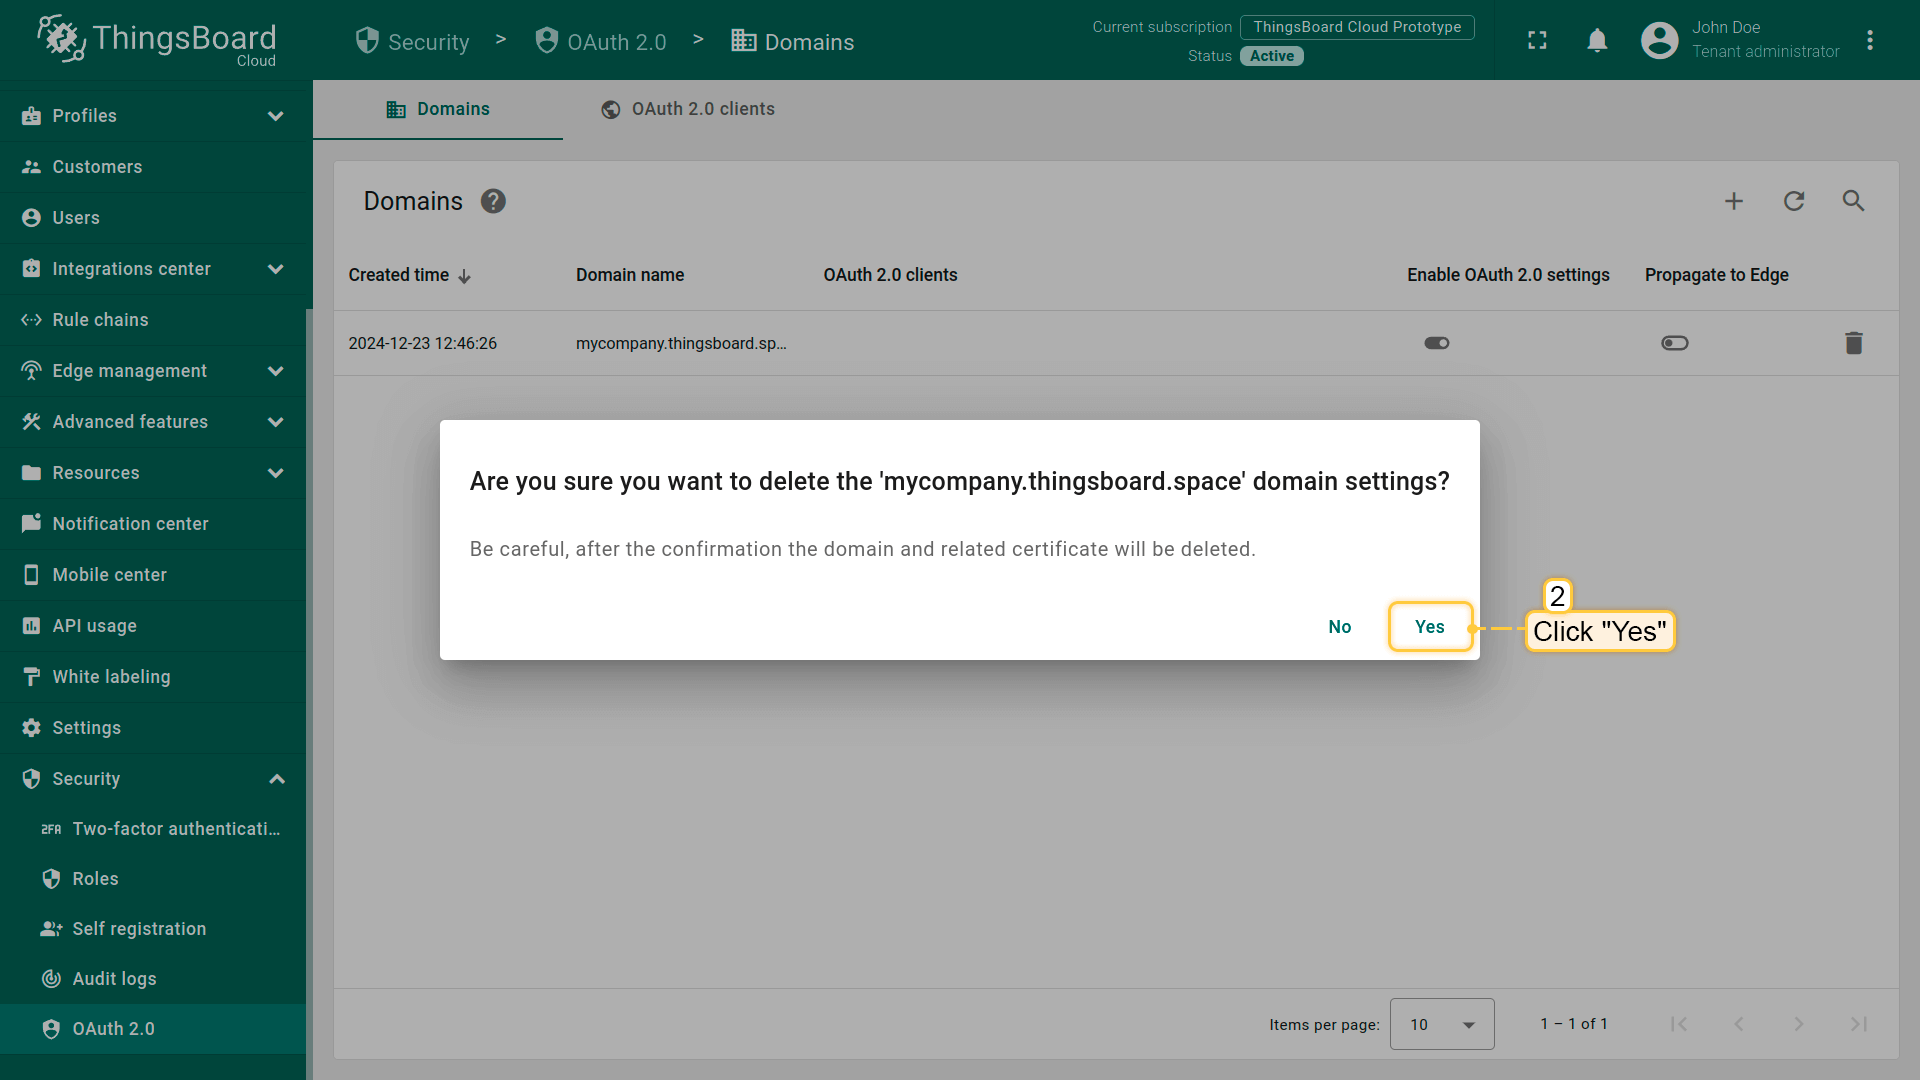 ThingsBoard
Cloud
Security > OAuth 2.0 > Domains
Current subscription ThingsBoard Cloud Prototype
Status Active
John Doe
Tenant administrator
Profiles
Customers
Users
Integrations center
Rule chains
Edge management
Advanced features
Resources
Notification center
Mobile center
API usage
White labeling
Settings
Security
2FA Two-factor authenticati...
Roles
Self registration
Audit logs
OAuth 2.0
Domains OAuth 2.0 clients
Domains ?
Created time Domain name OAuth 2.0 clients Enable OAuth 2.0 settings Propagate to Edge
2024-12-23 12:46:26 mycompany.thingsboard.sp...
Are you sure you want to delete the 'mycompany.thingsboard.space' domain settings?
Be careful, after the confirmation the domain and related certificate will be deleted.
No Yes
2
Click "Yes"
Items per page: 10 1 – 1 of 1